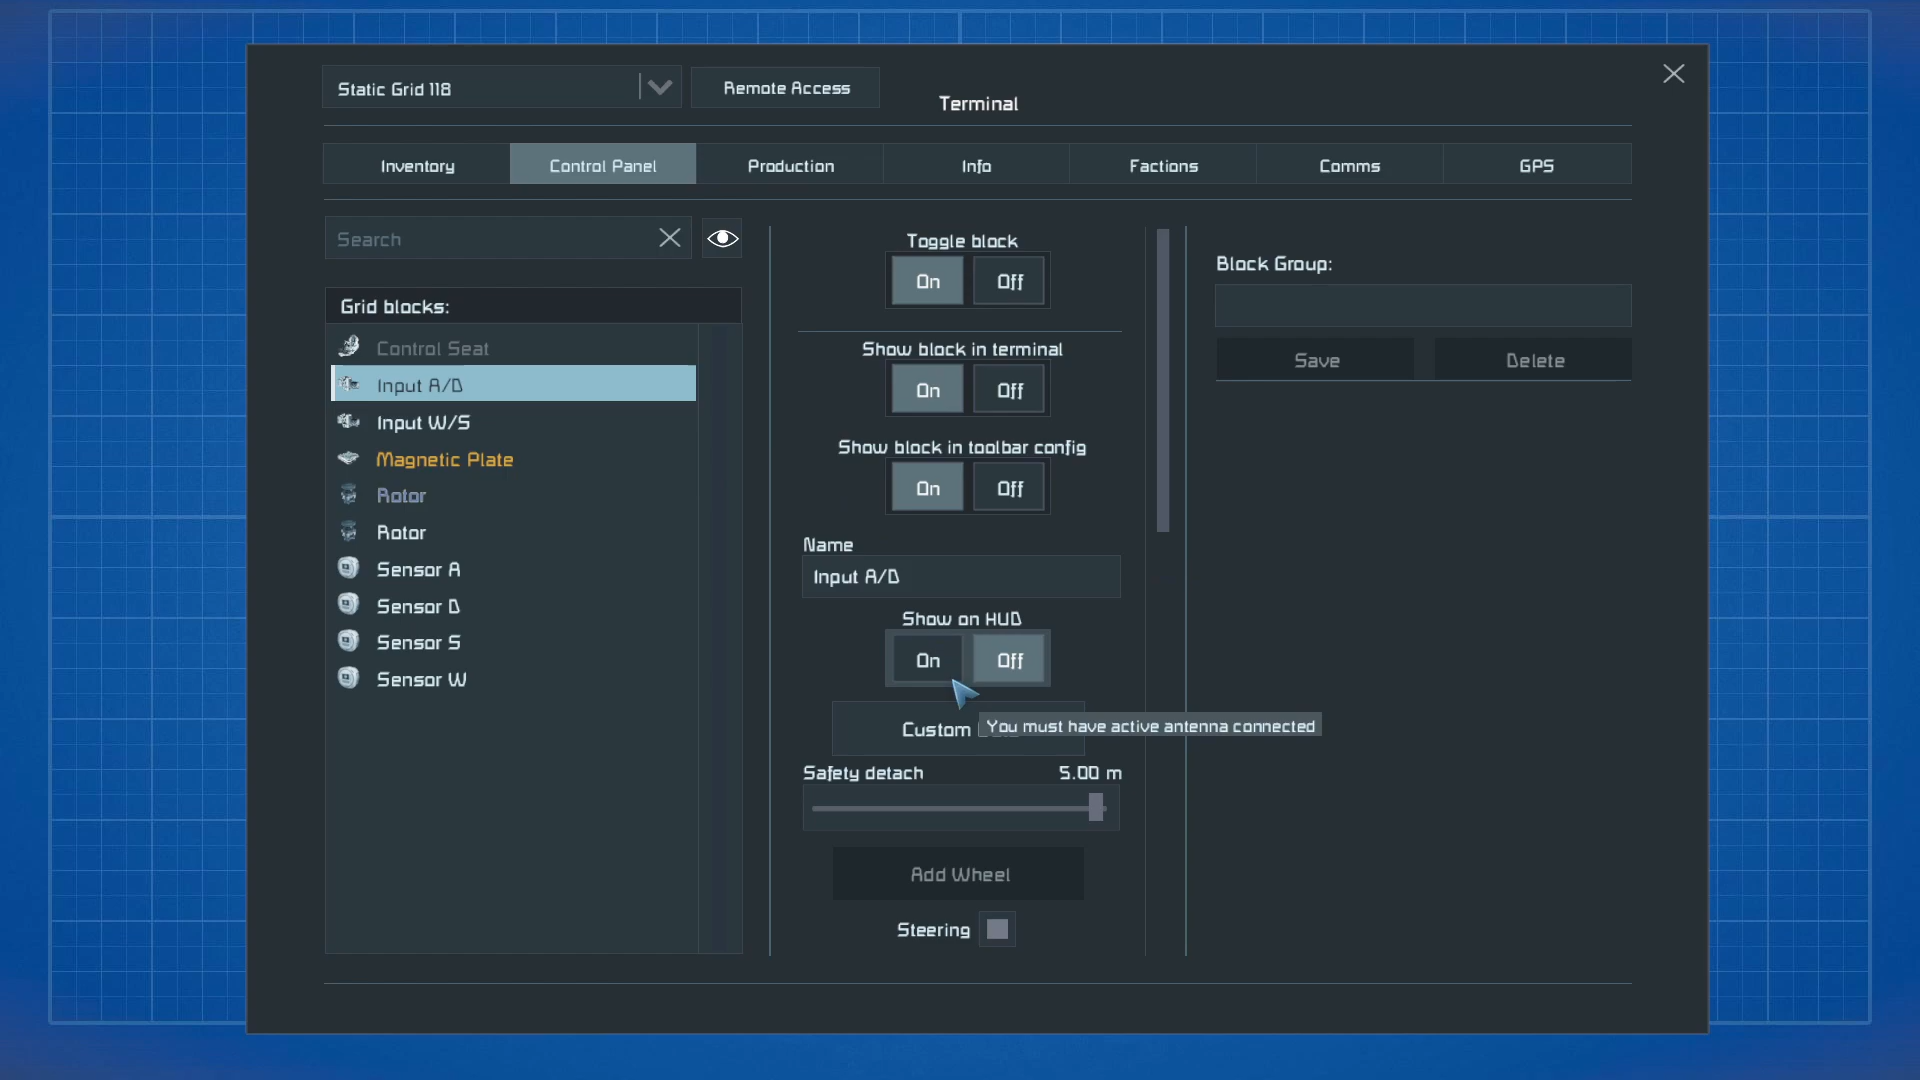 Static Grid 118
Remote Access
Terminal
Inventory
Control Panel
Production
Info
Factions
Comms
GPS
Search
Grid blocks:
Control Seat
Input A/D
Input W/S
Magnetic Plate
Rotor
Rotor
Sensor A
Sensor D
Sensor S
Sensor W
Toggle block
On Off
Show block in terminal
On Off
Show block in toolbar config
On Off
Name
Input A/D
Show on HUD
On Off
Custom
You must have active antenna connected
Safety detach 5.00 m
Add Wheel
Steering
Block Group:
Save Delete